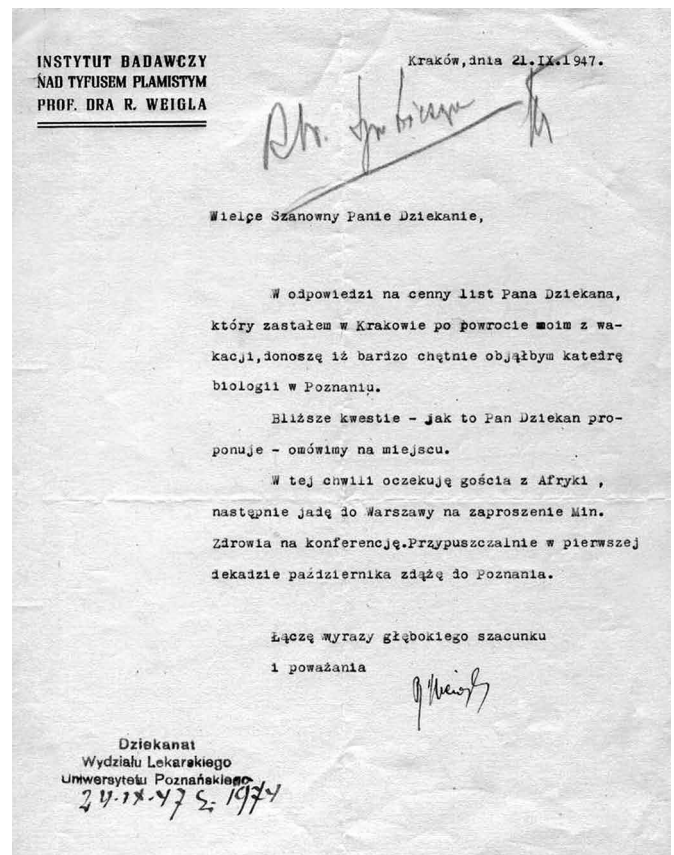 INSTYTUT BADAWCZY
NAD TYFUSEM PLAMISTYM
PROF. DRA R. WEIGLA
Kraków,dnia 21.IX.1947.
Wielce Szanowny Panie Dziekanie,
W odpowiedzi na cenny list Pana Dziekana,
który zastałem w Krakowie po powrocie moim z wa-
kacji,donoszę iż bardzo chętnie objąłbym katedrę
biologii w Poznaniu.
Bliższe kwestie - jak to Pan Dziekan pro-
ponuje - omówimy na miejscu.
W tej chwili oczekuję gościa z Afryki ,
następnie jadę do Warszawy na zaproszenie Min.
Zdrowia na konferencję.Przypuszczalnie w pierwszej
dekadzie października zdążę do Poznania.
Łączę wyrazy głębokiego szacunku
i poważania
R Weigl
Dziekanat
Wydziału Lekarskiego
Uniwersytetu Poznańskiego
24-IX-47 1974